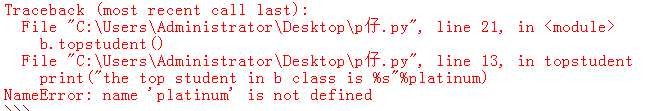 Traceback (most recent call last):
  File "C:\Users\Administrator\Desktop\p仔.py", line 21, in <module>
    b.topstudent()
  File "C:\Users\Administrator\Desktop\p仔.py", line 13, in topstudent
    print("the top student in b class is %s"%platinum)
NameError: name 'platinum' is not defined
>>>